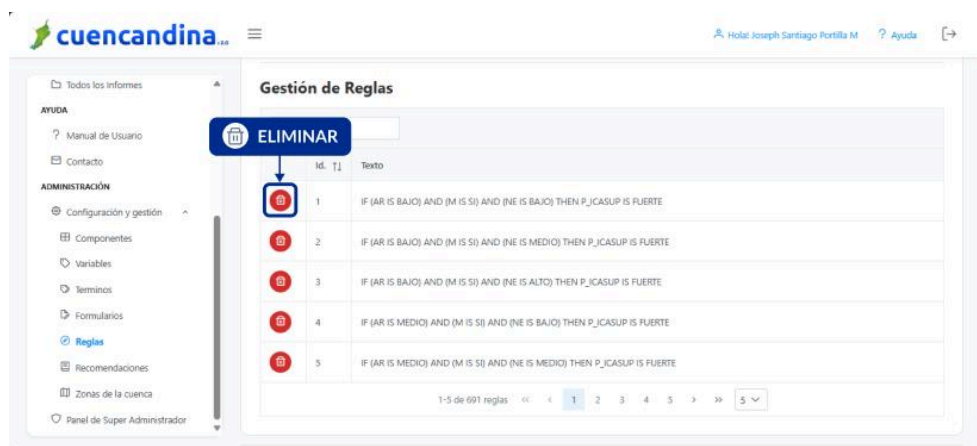 cuencandina
Hola! Joseph Santiago Portilla M
Ayuda
Todos los Informes
AYUDA
Manual de Usuario
Contacto
ADMINISTRACIÓN
Configuración y gestión
Componentes
Variables
Terminos
Formularios
Reglas
Recomendaciones
Zonas de la cuenca
Panel de Super Administrador
Gestión de Reglas
ELIMINAR
Id. Texto
1 IF (AR IS BAJO) AND (M IS SI) AND (NE IS BAJO) THEN P_ICASUP IS FUERTE
2 IF (AR IS BAJO) AND (M IS SI) AND (NE IS MEDIO) THEN P_ICASUP IS FUERTE
3 IF (AR IS BAJO) AND (M IS SI) AND (NE IS ALTO) THEN P_ICASUP IS FUERTE
4 IF (AR IS MEDIO) AND (M IS SI) AND (NE IS BAJO) THEN P_ICASUP IS FUERTE
5 IF (AR IS MEDIO) AND (M IS SI) AND (NE IS MEDIO) THEN P_ICASUP IS FUERTE
1-5 de 691 reglas << < 1 2 3 4 5 > >> 5